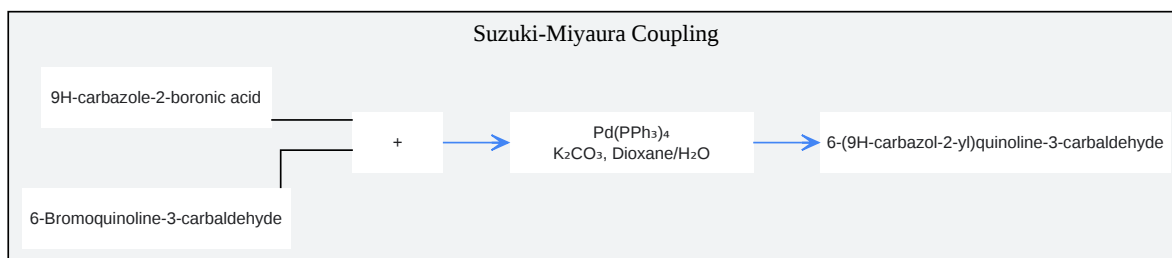 Suzuki-Miyaura Coupling
9H-carbazole-2-boronic acid
6-Bromoquinoline-3-carbaldehyde
+
Pd(PPh₃)₄
K₂CO₃, Dioxane/H₂O
6-(9H-carbazol-2-yl)quinoline-3-carbaldehyde